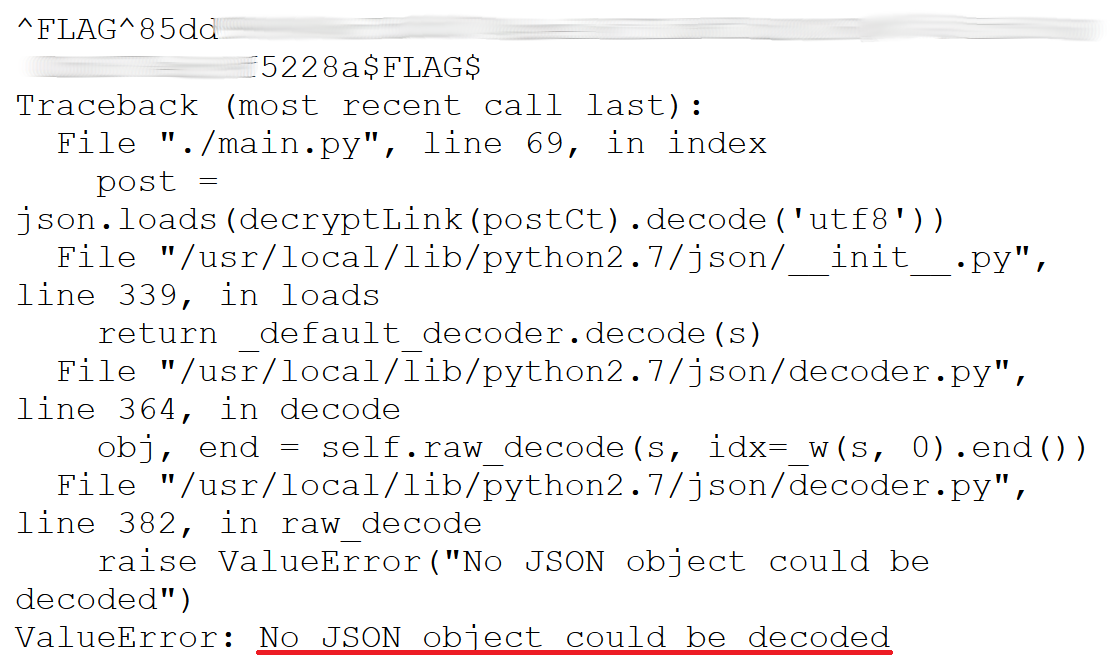 ^FLAG^85dd
5228a$FLAG$
Traceback (most recent call last):
  File "./main.py", line 69, in index
    post =
json.loads(decryptLink(postCt).decode('utf8'))
  File "/usr/local/lib/python2.7/json/__init__.py",
line 339, in loads
    return _default_decoder.decode(s)
  File "/usr/local/lib/python2.7/json/decoder.py",
line 364, in decode
    obj, end = self.raw_decode(s, idx=_w(s, 0).end())
  File "/usr/local/lib/python2.7/json/decoder.py",
line 382, in raw_decode
    raise ValueError("No JSON object could be
decoded")
ValueError: No JSON object could be decoded